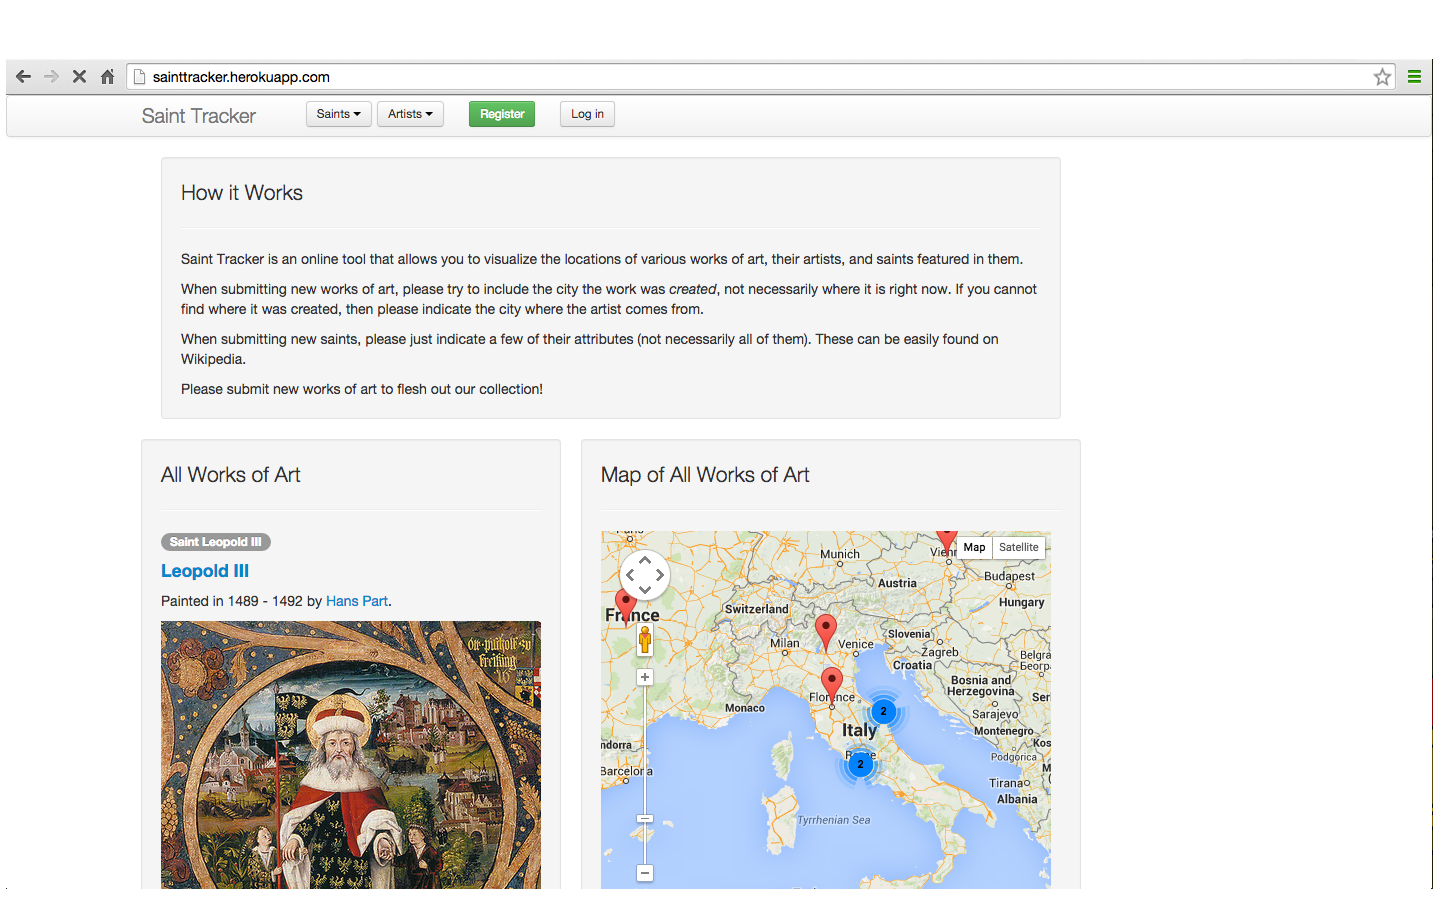 sainttracker.herokuapp.com
Saint Tracker Saints Artists Register Log in
How it Works
Saint Tracker is an online tool that allows you to visualize the locations of various works of art, their artists, and saints featured in them.
When submitting new works of art, please try to include the city the work was created, not necessarily where it is right now. If you cannot
find where it was created, then please indicate the city where the artist comes from.
When submitting new saints, please just indicate a few of their attributes (not necessarily all of them). These can be easily found on
Wikipedia.
Please submit new works of art to flesh out our collection!
All Works of Art
Saint Leopold III
Leopold III
Painted in 1489 - 1492 by Hans Part.
Map of All Works of Art
Map Satellite
Munich
Austria
Budapest
Hungary
Switzerland
France
Milan
Venice
Slovenia
Zagreb
Croatia
Bosnia and
Herzegovina
Florence
Monaco
Sarajevo
Montenegro
Podgorica
2
Italy
2
Barcelona
Tirana
Albania
Tyrrhenian Sea